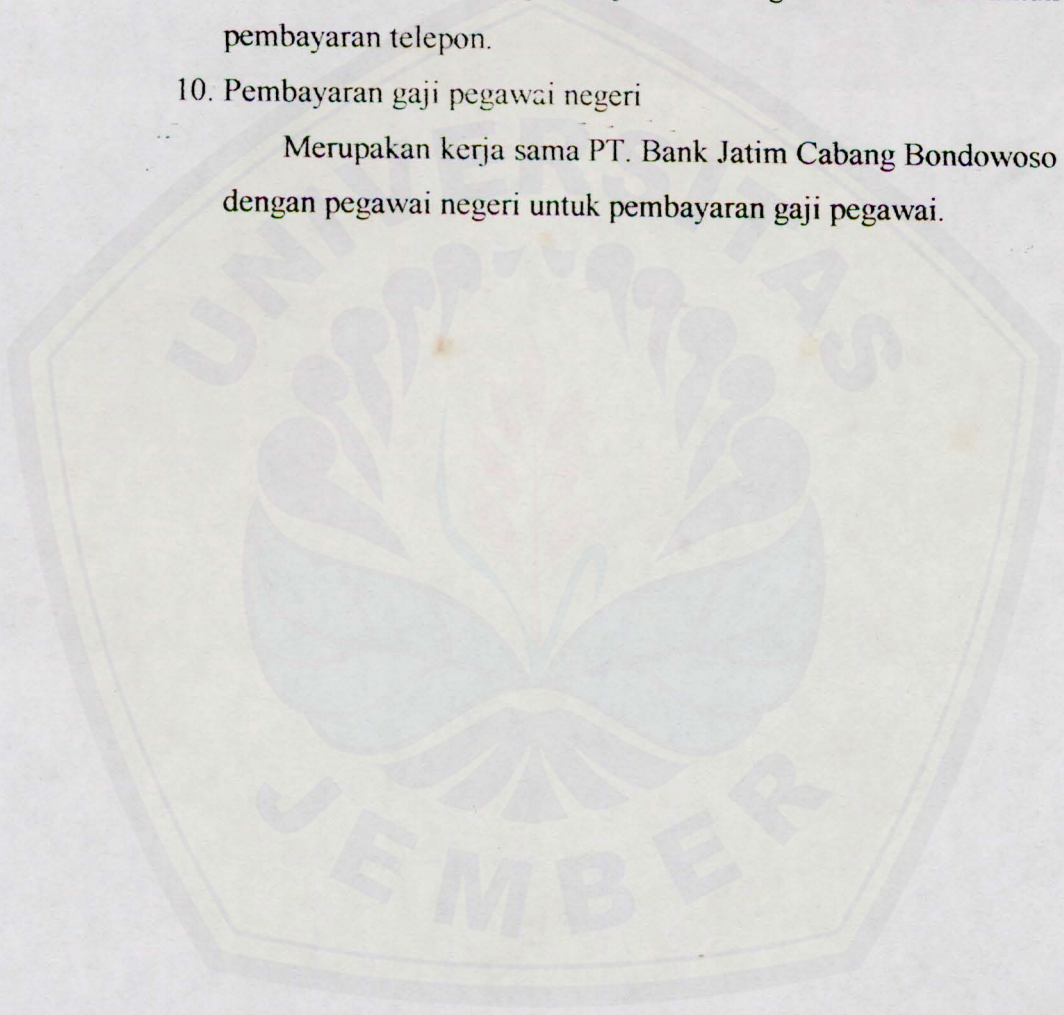 pembayaran telepon.
10. Pembayaran gaji pegawai negeri
Merupakan kerja sama PT. Bank Jatim Cabang Bondowoso
dengan pegawai negeri untuk pembayaran gaji pegawai.
UNIVERSITAS
JEMBER